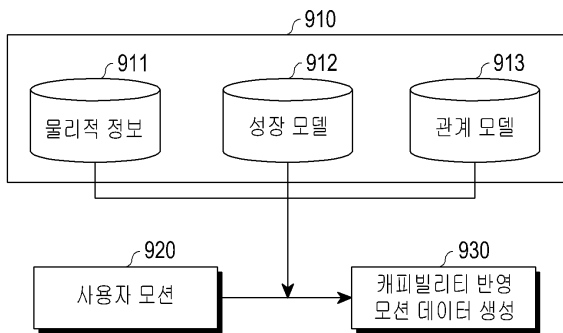 910
911
912
913
물리적 정보
성장 모델
관계 모델
920
930
사용자 모션
캐피빌리티 반영
모션 데이터 생성